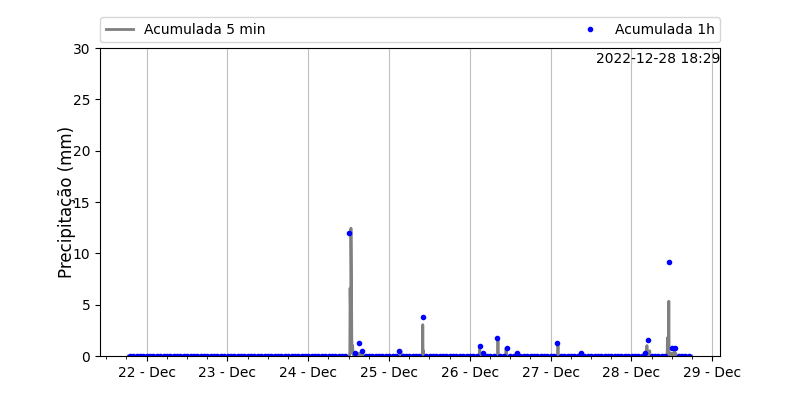 Acumulada 5 min
Acumulada 1h
2022-12-28 18:29
Precipitação (mm)
30
25
20
15
10
5
0
22 - Dec 23 - Dec 24 - Dec 25 - Dec 26 - Dec 27 - Dec 28 - Dec 29 - Dec